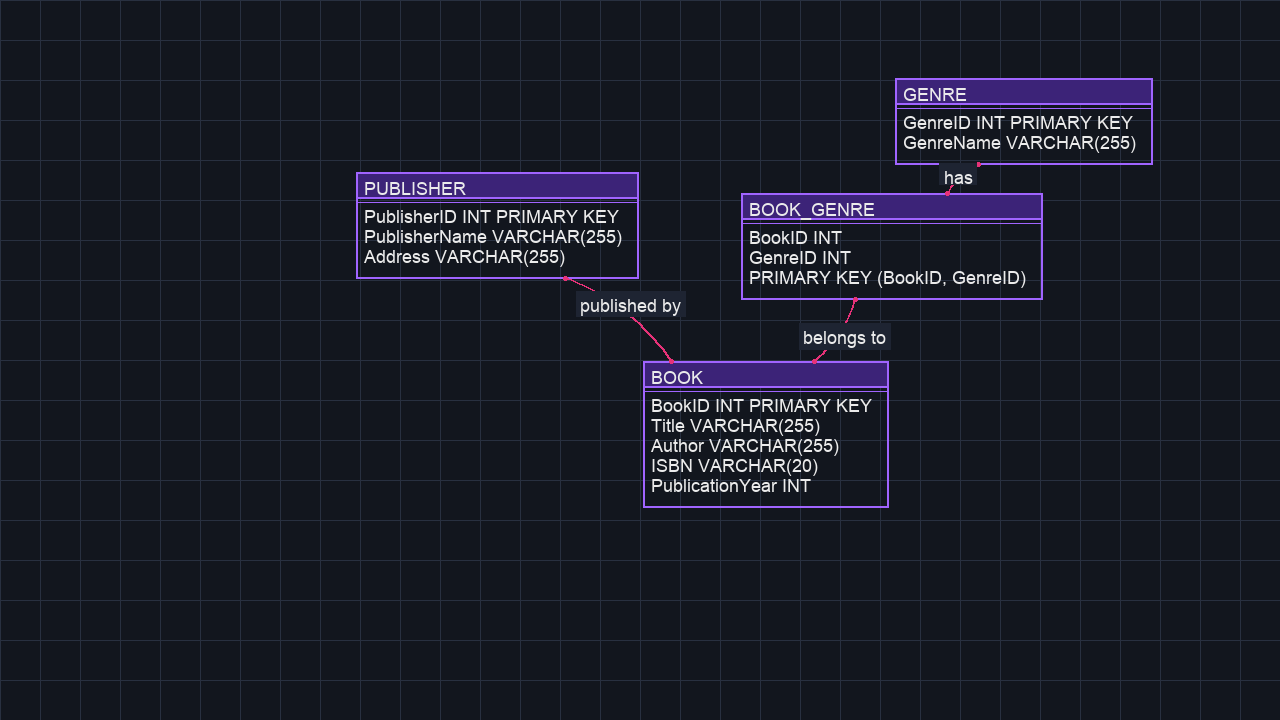 GENRE
GenreID INT PRIMARY KEY
GenreName VARCHAR(255)
has
PUBLISHER
PublisherID INT PRIMARY KEY
PublisherName VARCHAR(255)
Address VARCHAR(255)
BOOK_GENRE
BookID INT
GenreID INT
PRIMARY KEY (BookID, GenreID)
published by
belongs to
BOOK
BookID INT PRIMARY KEY
Title VARCHAR(255)
Author VARCHAR(255)
ISBN VARCHAR(20)
PublicationYear INT